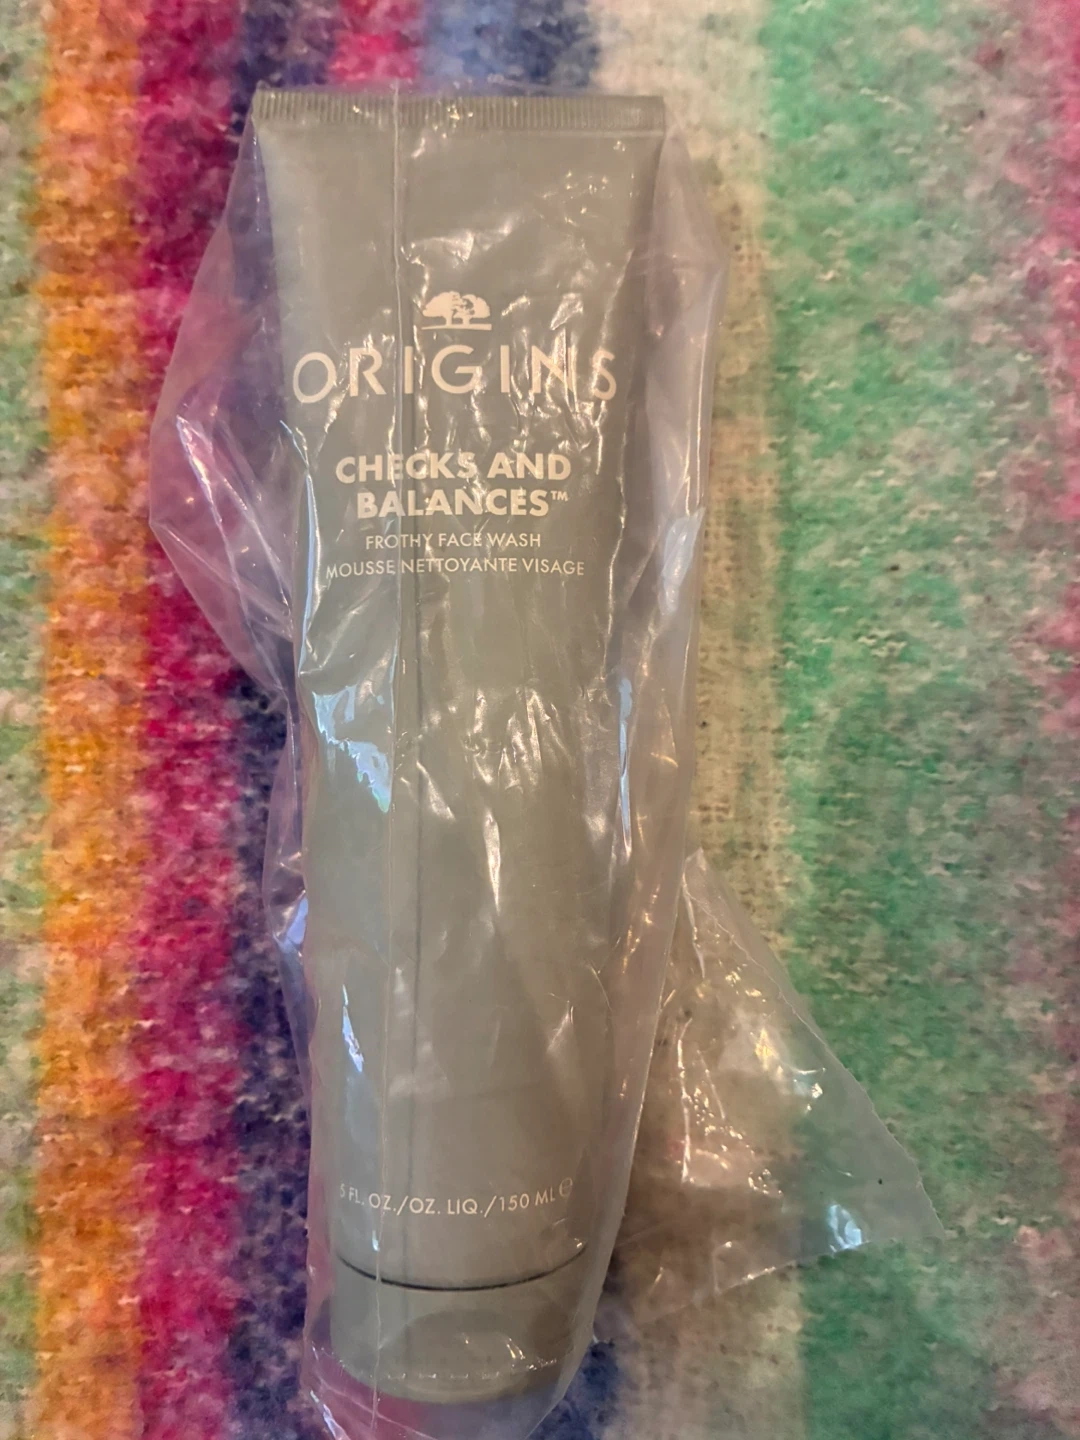 ORIGINS
CHECKS AND
BALANCES™
FROTHY FACE WASH
MOUSSE NETTOYANTE VISAGE
5 FL. OZ./OZ. LIQ./150 ML ℮